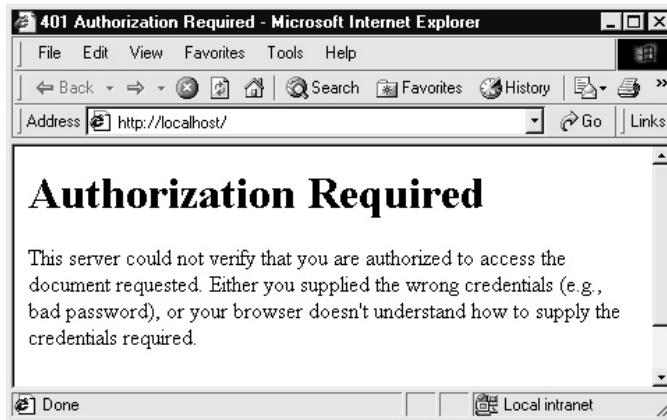 401 Authorization Required - Microsoft Internet Explorer
File Edit View Favorites Tools Help
Back Search Favorites History »
Address http://localhost/ Go Links
Authorization Required
This server could not verify that you are authorized to access the
document requested. Either you supplied the wrong credentials (e.g.,
bad password), or your browser doesn't understand how to supply the
credentials required.
Done Local intranet